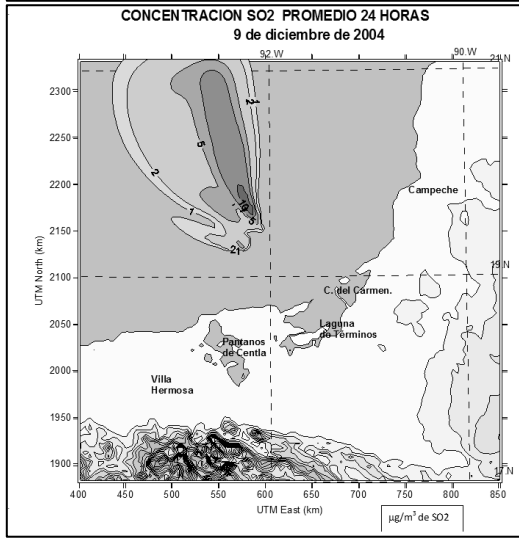 CONCENTRACION SO2 PROMEDIO 24 HORAS
9 de diciembre de 2004
92 W
90 W
21 N
2300
2250
2200
2150
2100
2050
2000
1950
1900
UTM North (km)
2
1
2
5
1
10
5
21
Campeche
19 N
C. del Carmen.
Laguna
de Terminos
Pantanos
de Centla
Villa
Hermosa
17 N
400 450 500 550 600 650 700 750 800 850
UTM East (km)
µg/m³ de SO2